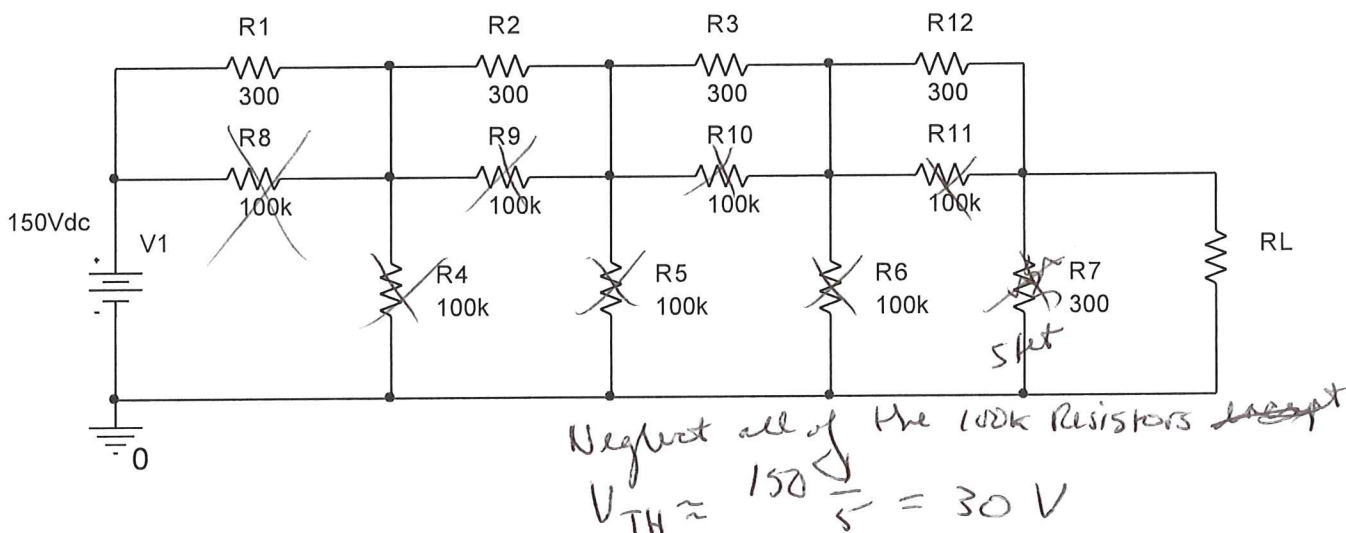 R1 R2 R3 R12
300 300 300 300
R8 R9 R10 R11
100k 100k 100k 100k
150Vdc
V1
+
-
R4 R5 R6 R7 RL
100k 100k 100k 300
stet
0
Neglect all of the 100k Resistors except
V_TH ≈ 150/5 = 30 V